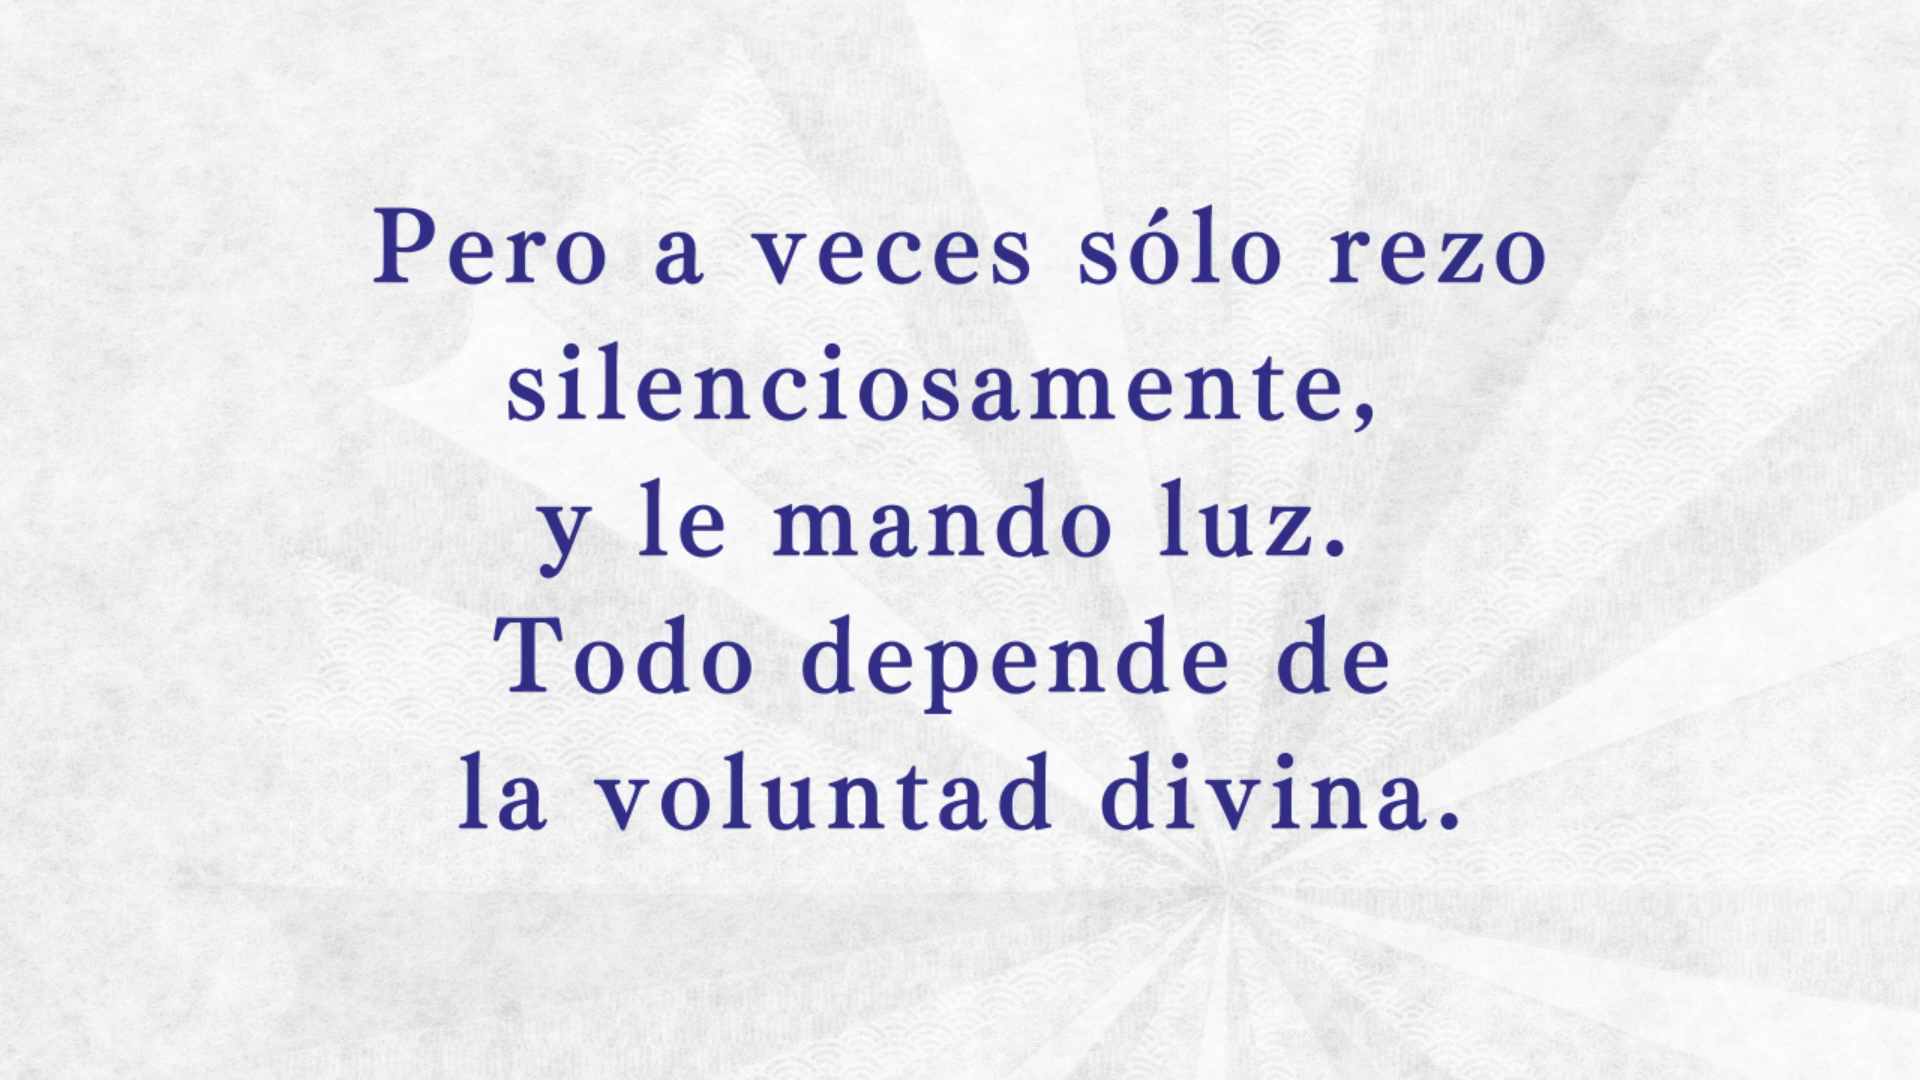 Pero a veces sólo rezo
silenciosamente,
y le mando luz.
Todo depende de
la voluntad divina.